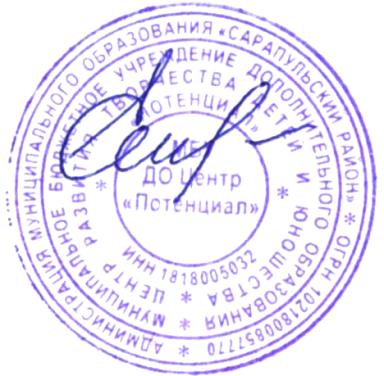 АДМИНИСТРАЦИЯ МУНИЦИПАЛЬНОГО ОБРАЗОВАНИЯ «САРАПУЛЬСКИЙ РАЙОН» * ОГРН 1021800857770 *
МУНИЦИПАЛЬНОЕ БЮДЖЕТНОЕ УЧРЕЖДЕНИЕ ДОПОЛНИТЕЛЬНОГО ОБРАЗОВАНИЯ *
ЦЕНТР РАЗВИТИЯ ТВОРЧЕСТВА ДЕТЕЙ И ЮНОШЕСТВА *
«ПОТЕНЦИАЛ»
ДО Центр
«Потенциал»
ИНН 1818005032